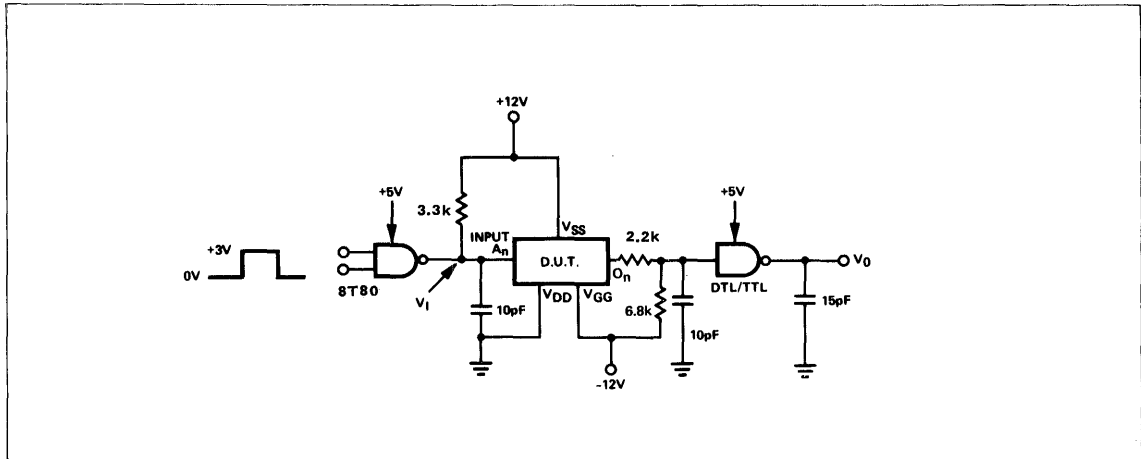 +12V
+5V
+5V
3.3k
VSS
2.2k
INPUT
An
+3V
0V
D.U.T.
On
VO
8T80
DTL/TTL
VI
10pF
VDD
VGG
6.8k
10pF
15pF
-12V